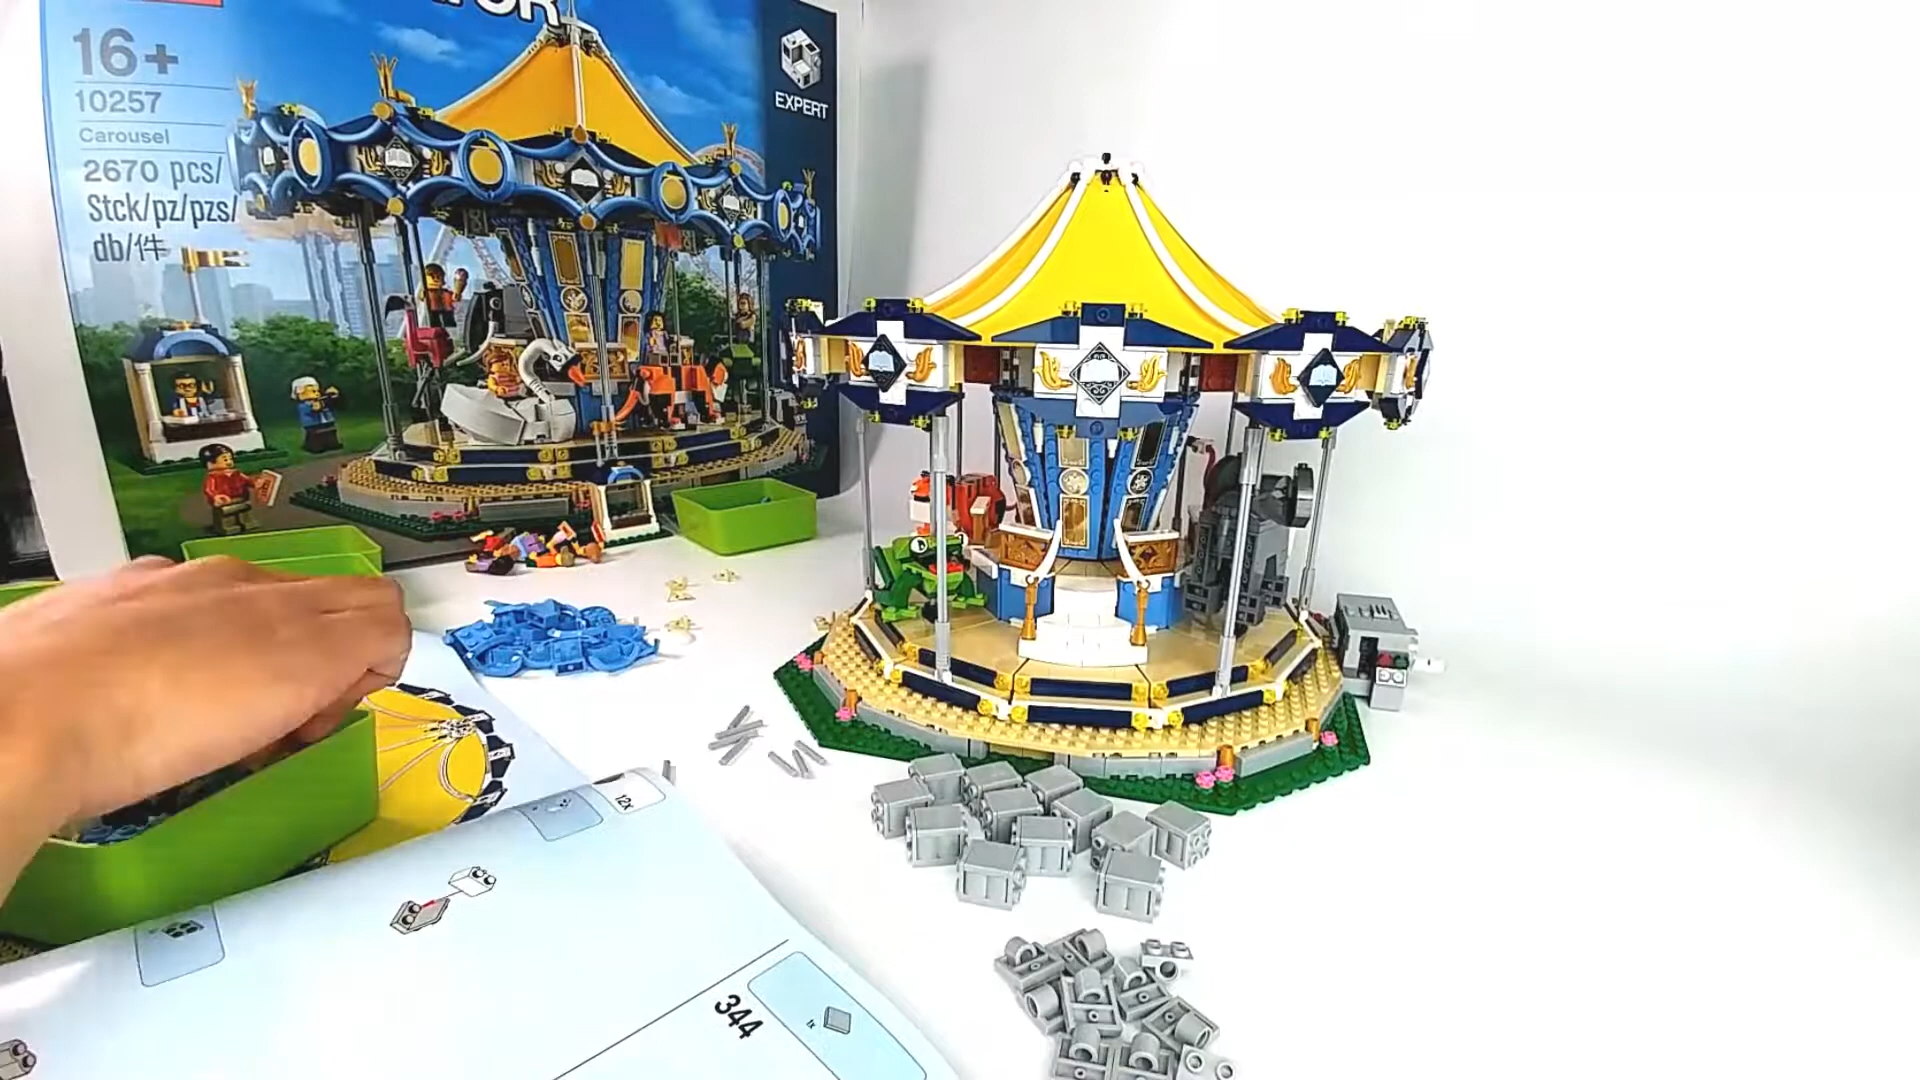 16+
10257
Carousel
2670 pcs/
Stck/pz/pzs/
db/件
EXPERT
12x
344
1x